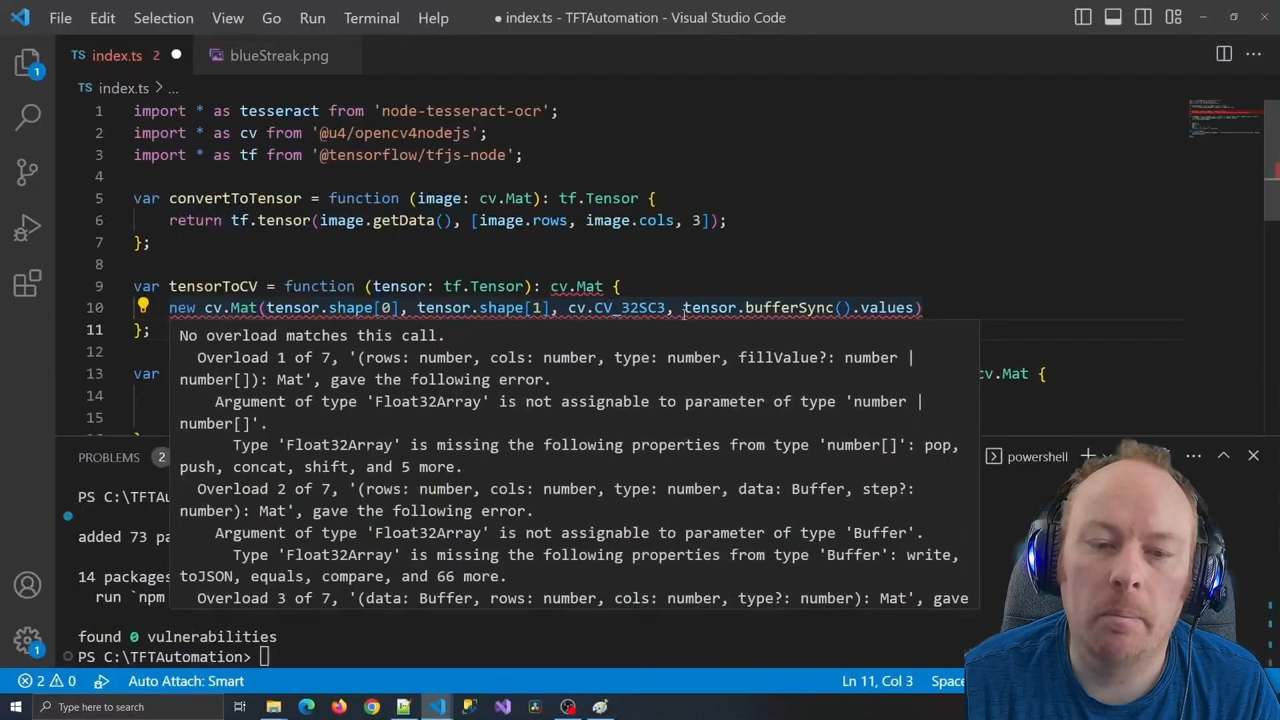 File Edit Selection View Go Run Terminal Help
● index.ts - TFTAutomation - Visual Studio Code
TS index.ts 2 ●
blueStreak.png
TS index.ts > ...
1 import * as tesseract from 'node-tesseract-ocr';
2 import * as cv from '@u4/opencv4nodejs';
3 import * as tf from '@tensorflow/tfjs-node';
4
5 var convertToTensor = function (image: cv.Mat): tf.Tensor {
6 return tf.tensor(image.getData(), [image.rows, image.cols, 3]);
7 };
8
9 var tensorToCV = function (tensor: tf.Tensor): cv.Mat {
10 new cv.Mat(tensor.shape[0], tensor.shape[1], cv.CV_32SC3, tensor.bufferSync().values)
11 };
No overload matches this call.
Overload 1 of 7, '(rows: number, cols: number, type: number, fillValue?: number |
number[]): Mat', gave the following error.
Argument of type 'Float32Array' is not assignable to parameter of type 'number |
number[]'.
Type 'Float32Array' is missing the following properties from type 'number[]': pop,
push, concat, shift, and 5 more.
Overload 2 of 7, '(rows: number, cols: number, type: number, data: Buffer, step?:
number): Mat', gave the following error.
Argument of type 'Float32Array' is not assignable to parameter of type 'Buffer'.
Type 'Float32Array' is missing the following properties from type 'Buffer': write,
toJSON, equals, compare, and 66 more.
Overload 3 of 7, '(data: Buffer, rows: number, cols: number, type?: number): Mat', gave
12
13 var cv.Mat {
14
15
PROBLEMS 2
powershell
PS C:\TFTA
added 73 pa
14 packages
run `npm
found 0 vulnerabilities
PS C:\TFTAutomation>
1
1
2 0 Auto Attach: Smart
Ln 11, Col 3
Type here to search